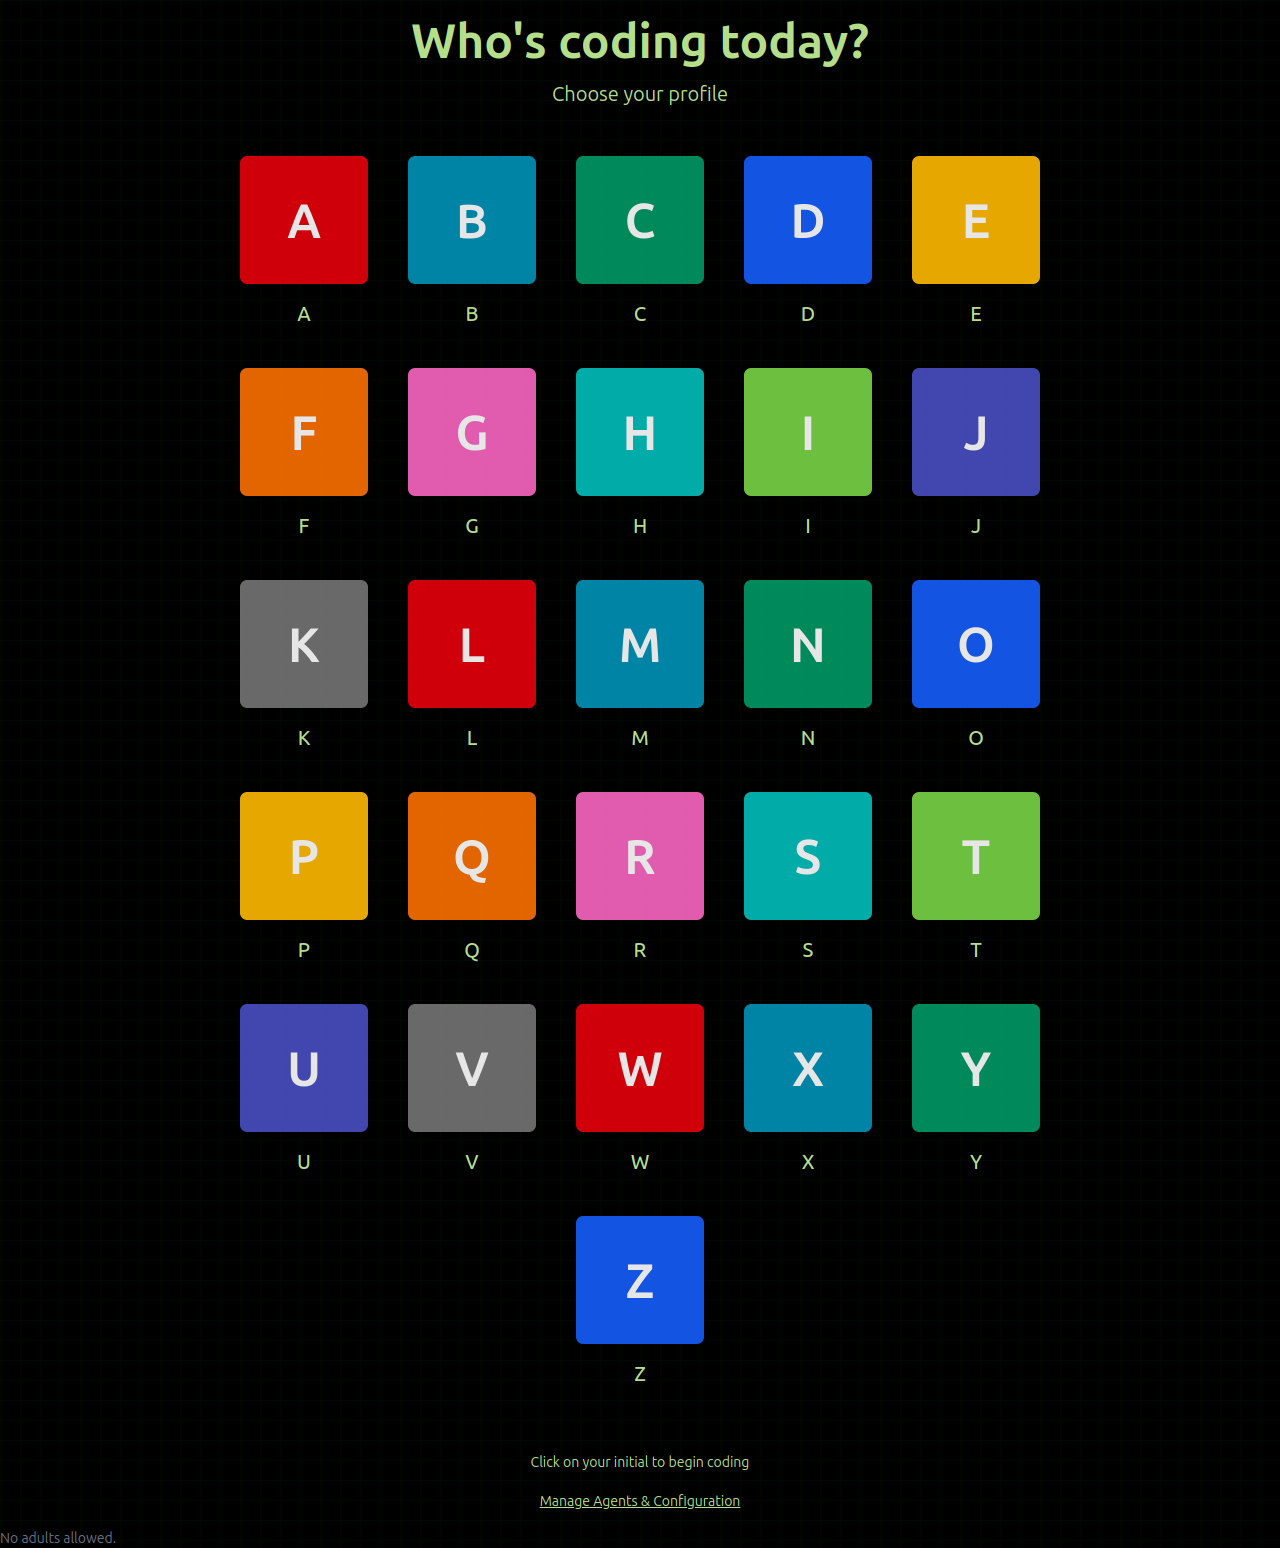 Who's coding today?
Choose your profile
A B C D E
A B C D E
F G H I J
F G H I J
K L M N O
K L M N O
P Q R S T
P Q R S T
U V W X Y
U V W X Y
Z
Z
Click on your initial to begin coding
Manage Agents & Configuration
No adults allowed.